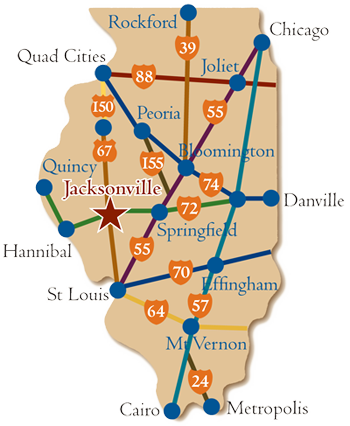 Rockford
Chicago
39
Quad Cities
Joliet
88
150
Peoria
55
67
155
Bloomington
Quincy
Jacksonville
74
72
Danville
Springfield
Hannibal
55
70
St Louis
Effingham
64
57
Mt Vernon
24
Cairo
Metropolis